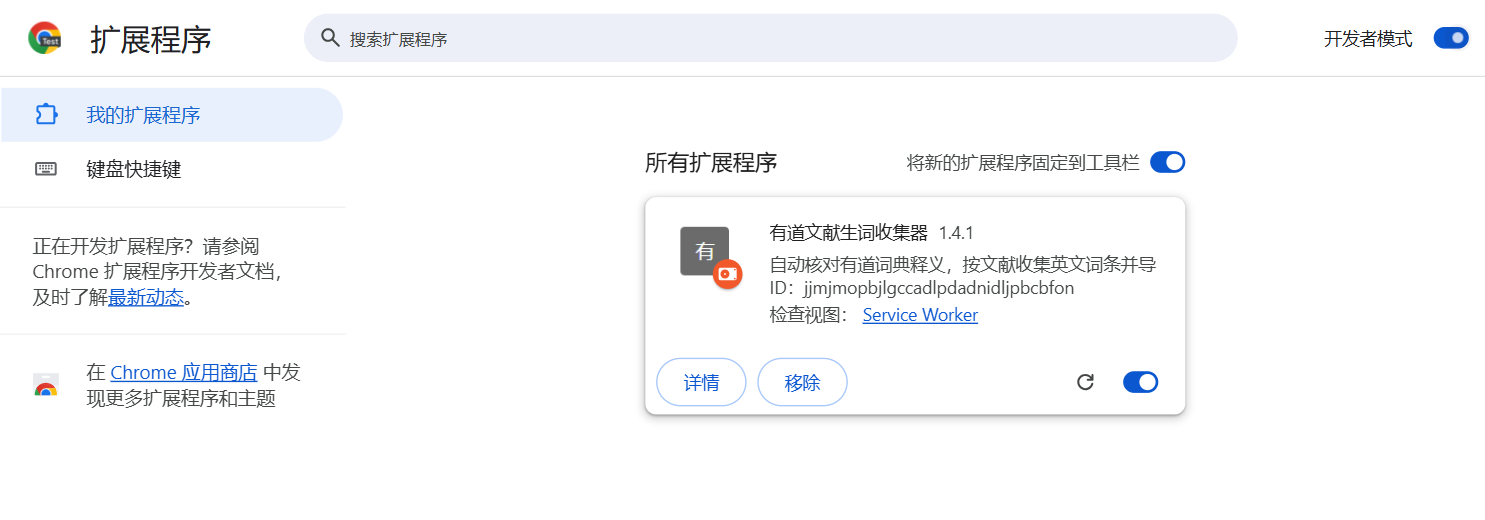 Test
扩展程序
搜索扩展程序
开发者模式
我的扩展程序
键盘快捷键
正在开发扩展程序？请参阅
Chrome 扩展程序开发者文档，
及时了解最新动态。
在 Chrome 应用商店 中发
现更多扩展程序和主题
所有扩展程序
将新的扩展程序固定到工具栏
有
有道文献生词收集器 1.4.1
自动核对有道词典释义，按文献收集英文词条并导
ID：jjmjmopbjlgccadlpdadnidljpbcbfon
检查视图： Service Worker
详情
移除